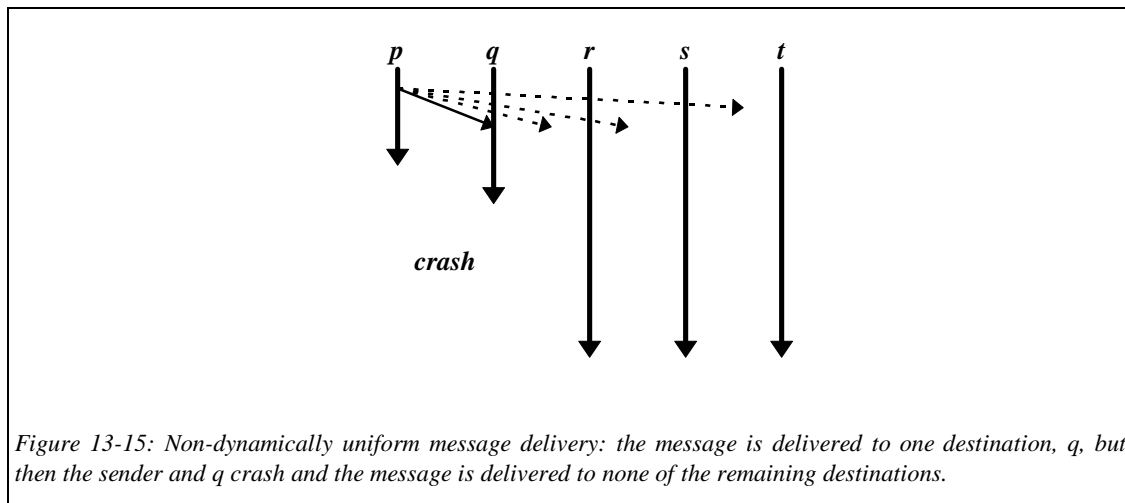 p q r s t
crash
Figure 13-15: Non-dynamically uniform message delivery: the message is delivered to one destination, q, but
then the sender and q crash and the message is delivered to none of the remaining destinations.